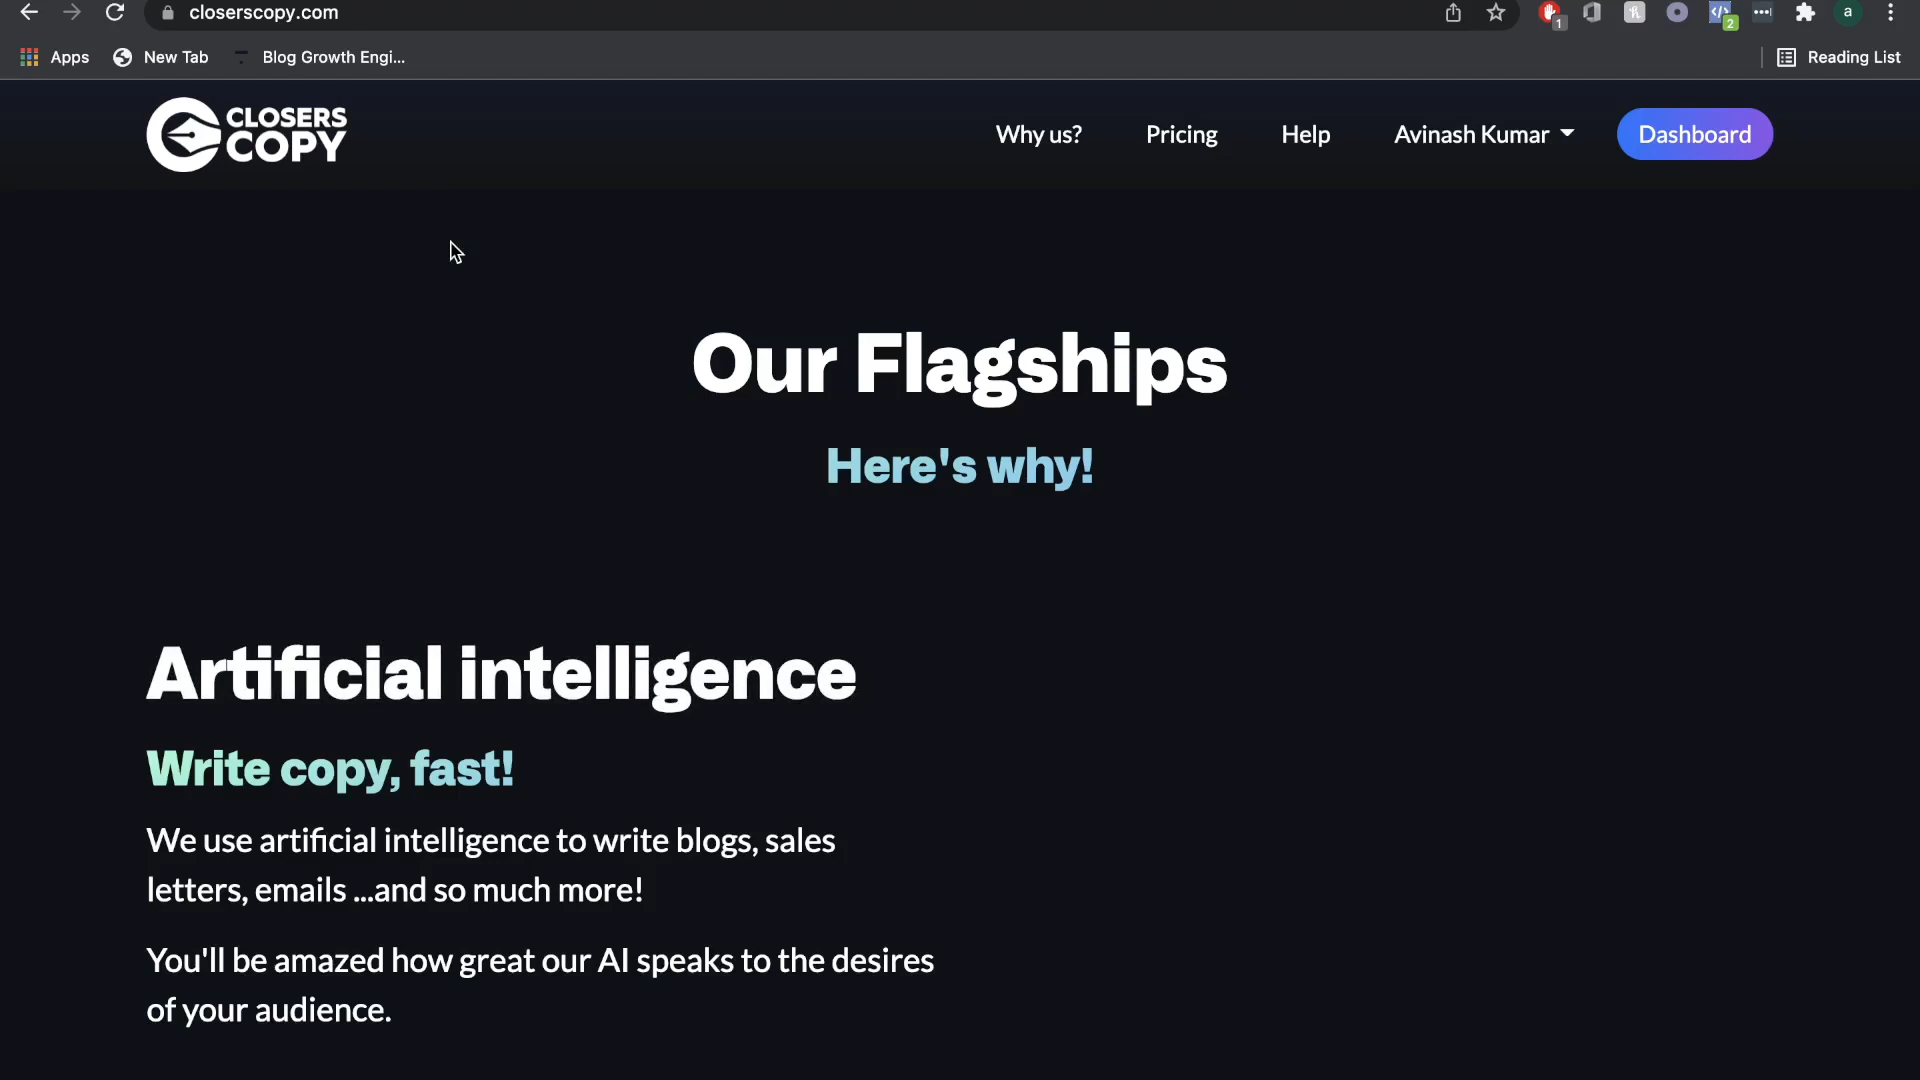 closerscopy.com
1
2
a
Apps
New Tab
Blog Growth Engi...
Reading List
CLOSERS
COPY
Why us?
Pricing
Help
Avinash Kumar
Dashboard
Our Flagships
Here's why!
Artificial intelligence
Write copy, fast!
We use artificial intelligence to write blogs, sales
letters, emails ...and so much more!
You'll be amazed how great our AI speaks to the desires
of your audience.